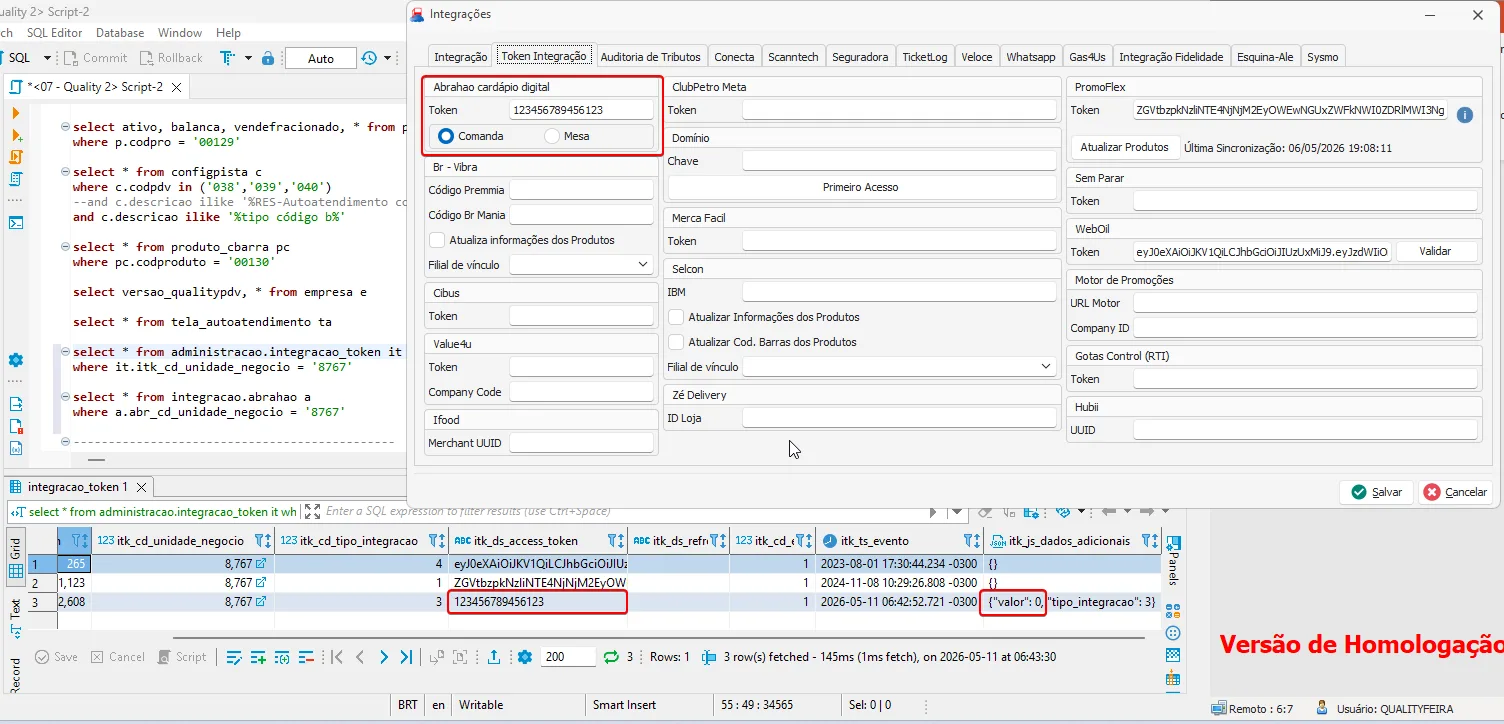 Quality 2> Script-2
ch SQL Editor Database Window Help
SQL Commit Rollback Auto
*<07 - Quality 2> Script-2
select ativo, balanca, vendefracionado, * from p
where p.codpro = '00129'
select * from configpista c
where c.codpdv in ('038','039','040')
--and c.descricao ilike '%RES-Autoatendimento co
and c.descricao ilike '%tipo código b%'
select * from produto_cbarra pc
where pc.codproduto = '00130'
select versao_qualitypdv, * from empresa e
select * from tela_autoatendimento ta
select * from administracao.integracao_token it
where it.itk_cd_unidade_negocio = '8767'
select * from integracao.abrahao a
where a.abr_cd_unidade_negocio = '8767'
Integrações
Integração Token Integração Auditoria de Tributos Conecta Scanntech Seguradora TicketLog Veloce Whatsapp Gas4Us Integração Fidelidade Esquina-Ale Sysmo
Abrahao cardápio digital
Token 123456789456123
Comanda Mesa
Br - Vibra
Código Premmia
Código Br Mania
Atualiza informações dos Produtos
Filial de vínculo
Cibus
Token
Value4u
Token
Company Code
Ifood
Merchant UUID
ClubPetro Meta
Token
Domínio
Chave
Primeiro Acesso
Merca Facil
Token
Selcon
IBM
Atualizar Informações dos Produtos
Atualizar Cod. Barras dos Produtos
Filial de vínculo
Zé Delivery
ID Loja
PromoFlex
Token ZGVtbzpkNzliNTE4NjNjM2EyOWEwNGUxZWFkNWI0ZDRlMWI3Ng
Atualizar Produtos Última Sincronização: 06/05/2026 19:08:11
Sem Parar
Token
WebOil
Token eyJ0eXAiOiJKV1QiLCJhbGciOiJIUzUxMiJ9.eyJzdWIiO Validar
Motor de Promoções
URL Motor
Company ID
Gotas Control (RTI)
Token
Hubii
UUID
Salvar Cancelar
integracao_token 1
select * from administracao.integracao_token it wh Enter a SQL expression to filter results (use Ctrl+Space)
123 itk_cd_unidade_negocio 123 itk_cd_tipo_integracao ABC itk_ds_access_token ABC itk_ds_refre 123 itk_cd_e itk_ts_evento JSON itk_js_dados_adicionais
1 265 8,767 4 eyJ0eXAiOiJKV1QiLCJhbGciOiJIUz 1 2023-08-01 17:30:44.234 -0300 {}
2 1,123 8,767 1 ZGVtbzpkNzliNTE4NjNjM2EyOW 1 2024-11-08 10:29:26.808 -0300 {}
3 2,608 8,767 3 123456789456123 1 2026-05-11 06:42:52.721 -0300 {"valor": 0, "tipo_integracao": 3}
Grid
Text
Record
Panels
Save Cancel Script 200 3 Rows: 1 3 row(s) fetched - 145ms (1ms fetch), on 2026-05-11 at 06:43:30
BRT en Writable Smart Insert 55 : 49 : 34565 Sel: 0 | 0
Versão de Homologação
Remoto : 6:7 Usuário: QUALITYFEIRA